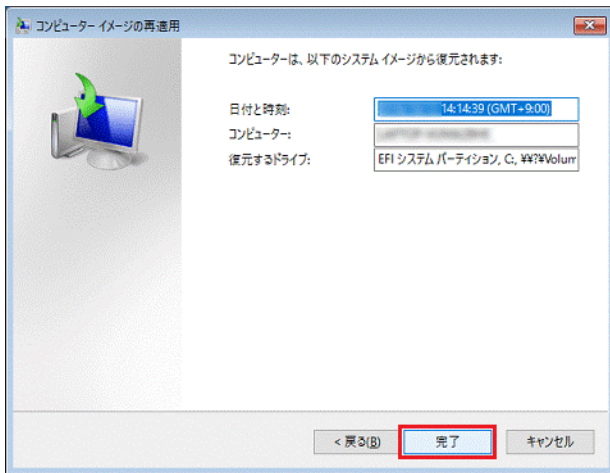 コンピューター イメージの再適用
コンピューターは、以下のシステム イメージから復元されます:
日付と時刻: 14:14:39 (GMT+9:00)
コンピューター:
復元するドライブ: EFI システム パーティション, C:, ¥¥?¥Volum
< 戻る(B) 完了 キャンセル